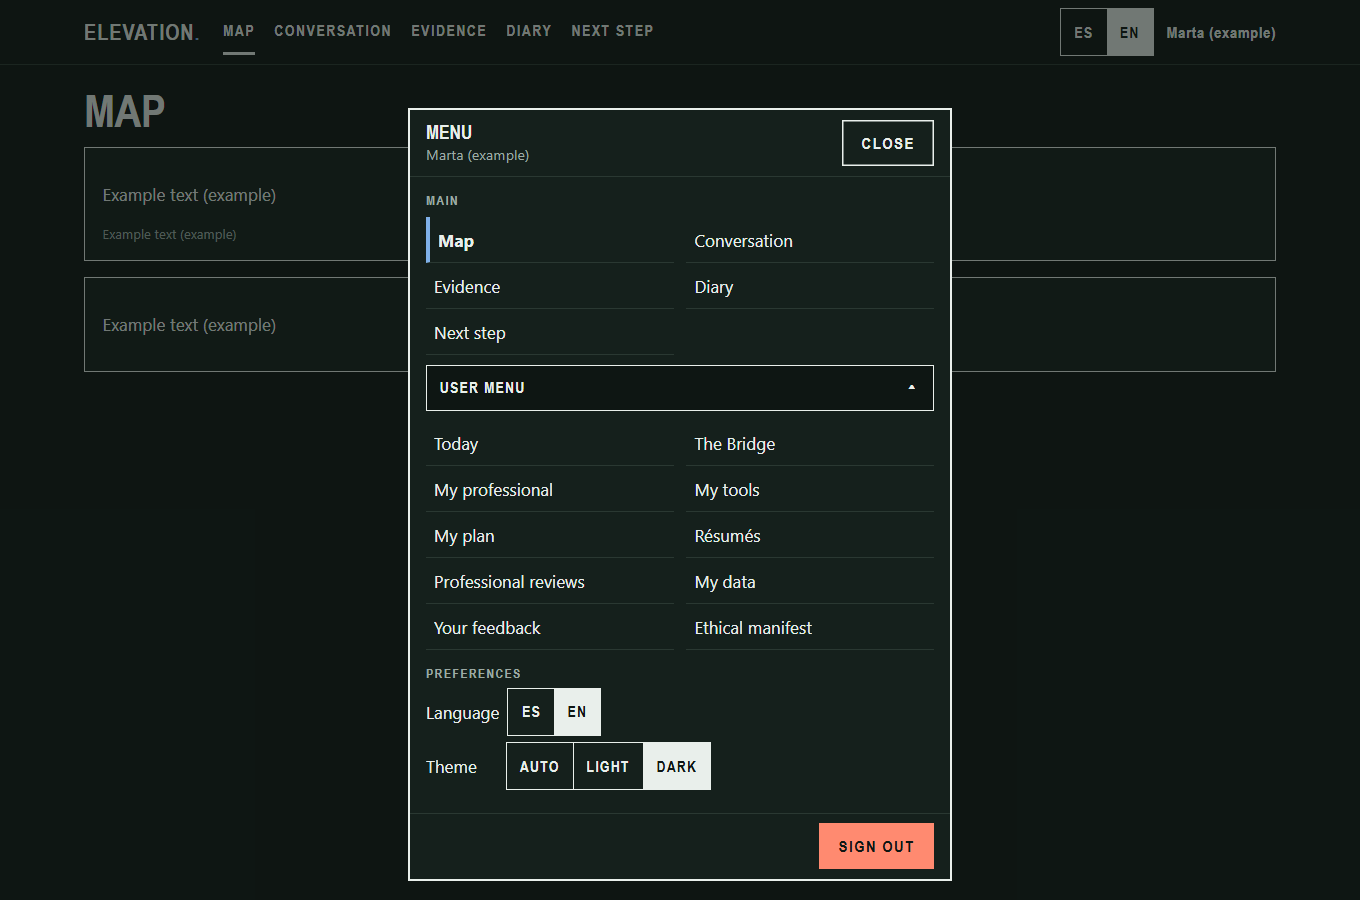 ELEVATION. MAP CONVERSATION EVIDENCE DIARY NEXT STEP ES EN Marta (example)
MAP
Example text (example)
Example text (example)
Example text (example)
MENU
Marta (example)
CLOSE
MAIN
Map Conversation
Evidence Diary
Next step
USER MENU
Today The Bridge
My professional My tools
My plan Résumés
Professional reviews My data
Your feedback Ethical manifest
PREFERENCES
Language ES EN
Theme AUTO LIGHT DARK
SIGN OUT